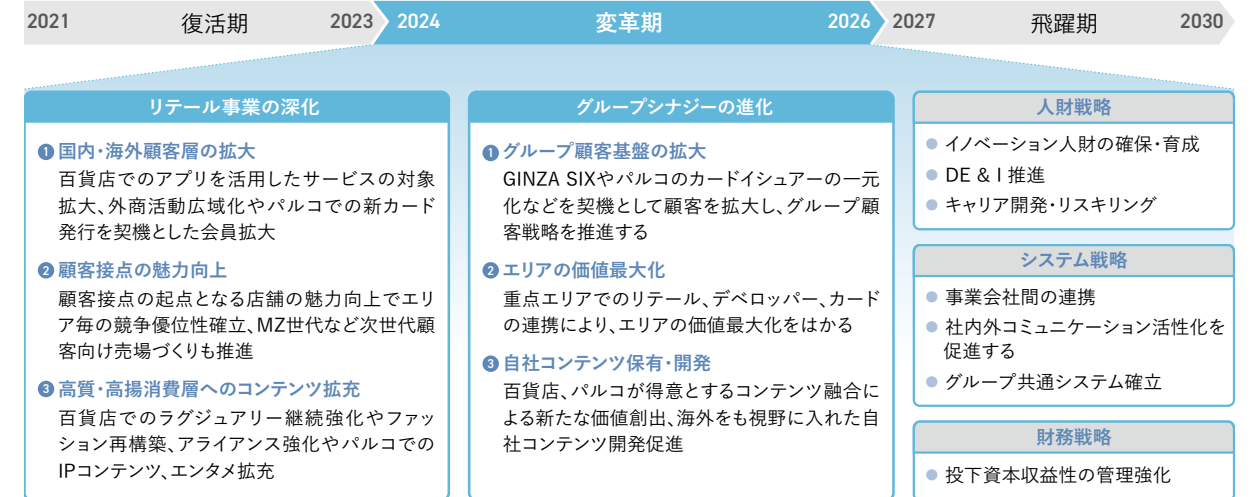 2021 復活期 2023 2024 変革期 2026 2027 飛躍期 2030
リテール事業の深化
❶ 国内・海外顧客層の拡大
百貨店でのアプリを活用したサービスの対象
拡大、外商活動広域化やパルコでの新カード
発行を契機とした会員拡大
❷ 顧客接点の魅力向上
顧客接点の起点となる店舗の魅力向上でエリ
ア毎の競争優位性確立、MZ世代など次世代顧
客向け売場づくりも推進
❸ 高質・高揚消費層へのコンテンツ拡充
百貨店でのラグジュアリー継続強化やファッ
ション再構築、アライアンス強化やパルコでの
IPコンテンツ、エンタメ拡充
グループシナジーの進化
❶ グループ顧客基盤の拡大
GINZA SIXやパルコのカードイシュアーの一元
化などを契機として顧客を拡大し、グループ顧
客戦略を推進する
❷ エリアの価値最大化
重点エリアでのリテール、デベロッパー、カード
の連携により、エリアの価値最大化をはかる
❸ 自社コンテンツ保有・開発
百貨店、パルコが得意とするコンテンツ融合に
よる新たな価値創出、海外をも視野に入れた自
社コンテンツ開発促進
人財戦略
● イノベーション人財の確保・育成
● DE & I 推進
● キャリア開発・リスキリング
システム戦略
● 事業会社間の連携
● 社内外コミュニケーション活性化を
促進する
● グループ共通システム確立
財務戦略
● 投下資本収益性の管理強化